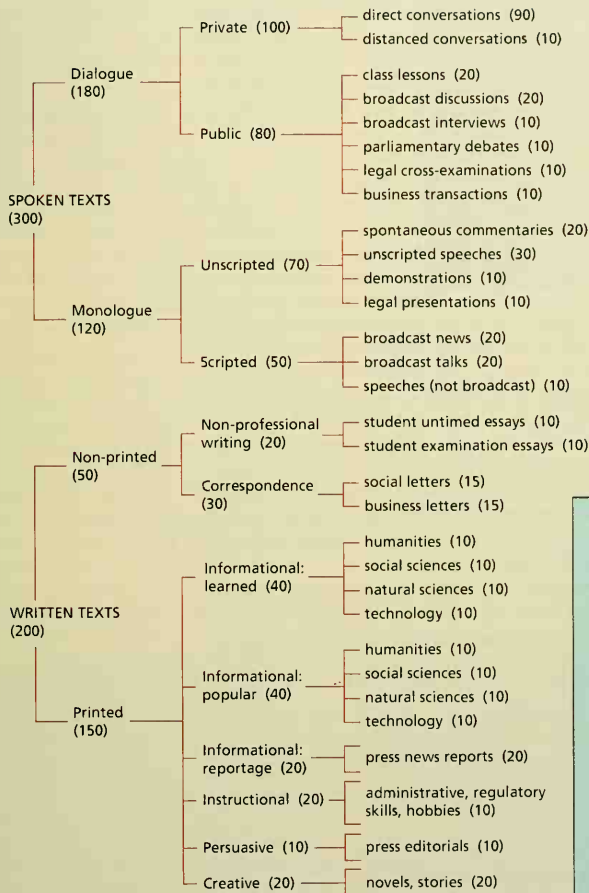 SPOKEN TEXTS
(300)
Dialogue
(180)
Private (100)
direct conversations (90)
distanced conversations (10)
Public (80)
class lessons (20)
broadcast discussions (20)
broadcast interviews (10)
parliamentary debates (10)
legal cross-examinations (10)
business transactions (10)
Monologue
(120)
Unscripted (70)
spontaneous commentaries (20)
unscripted speeches (30)
demonstrations (10)
legal presentations (10)
Scripted (50)
broadcast news (20)
broadcast talks (20)
speeches (not broadcast) (10)
WRITTEN TEXTS
(200)
Non-printed
(50)
Non-professional
writing (20)
student untimed essays (10)
student examination essays (10)
Correspondence
(30)
social letters (15)
business letters (15)
Printed
(150)
Informational:
learned (40)
humanities (10)
social sciences (10)
natural sciences (10)
technology (10)
Informational:
popular (40)
humanities (10)
social sciences (10)
natural sciences (10)
technology (10)
Informational:
reportage (20)
press news reports (20)
Instructional (20)
administrative, regulatory
skills, hobbies (10)
Persuasive (10)
press editorials (10)
Creative (20)
novels, stories (20)